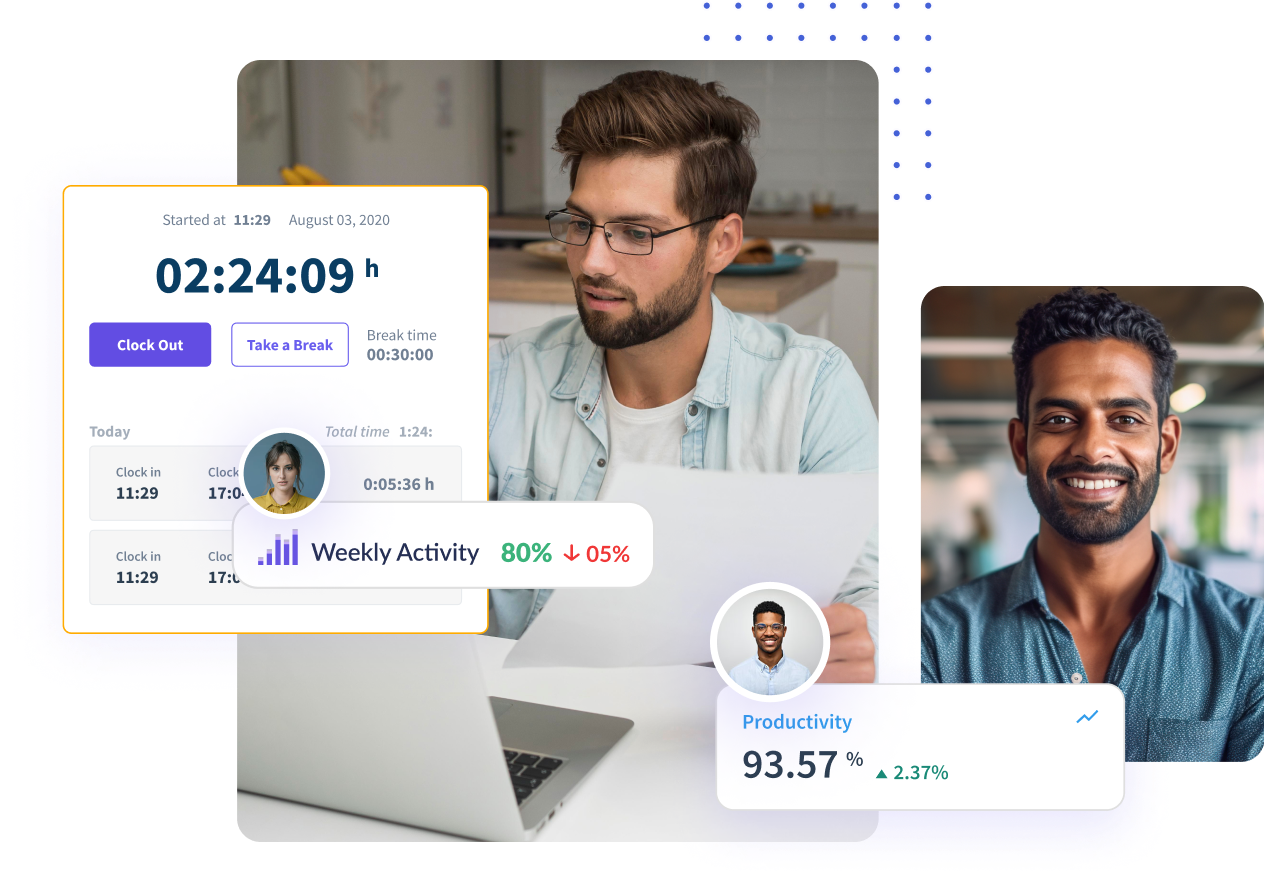 Started at 11:29 August 03, 2020
02:24:09 h
Clock Out Take a Break
Break time
00:30:00
Today Total time 1:24:
Clock in Clock
11:29 17:0
0:05:36 h
Weekly Activity 80% 05%
Clock in Cloc
11:29 17:0
Productivity
93.57 % 2.37%